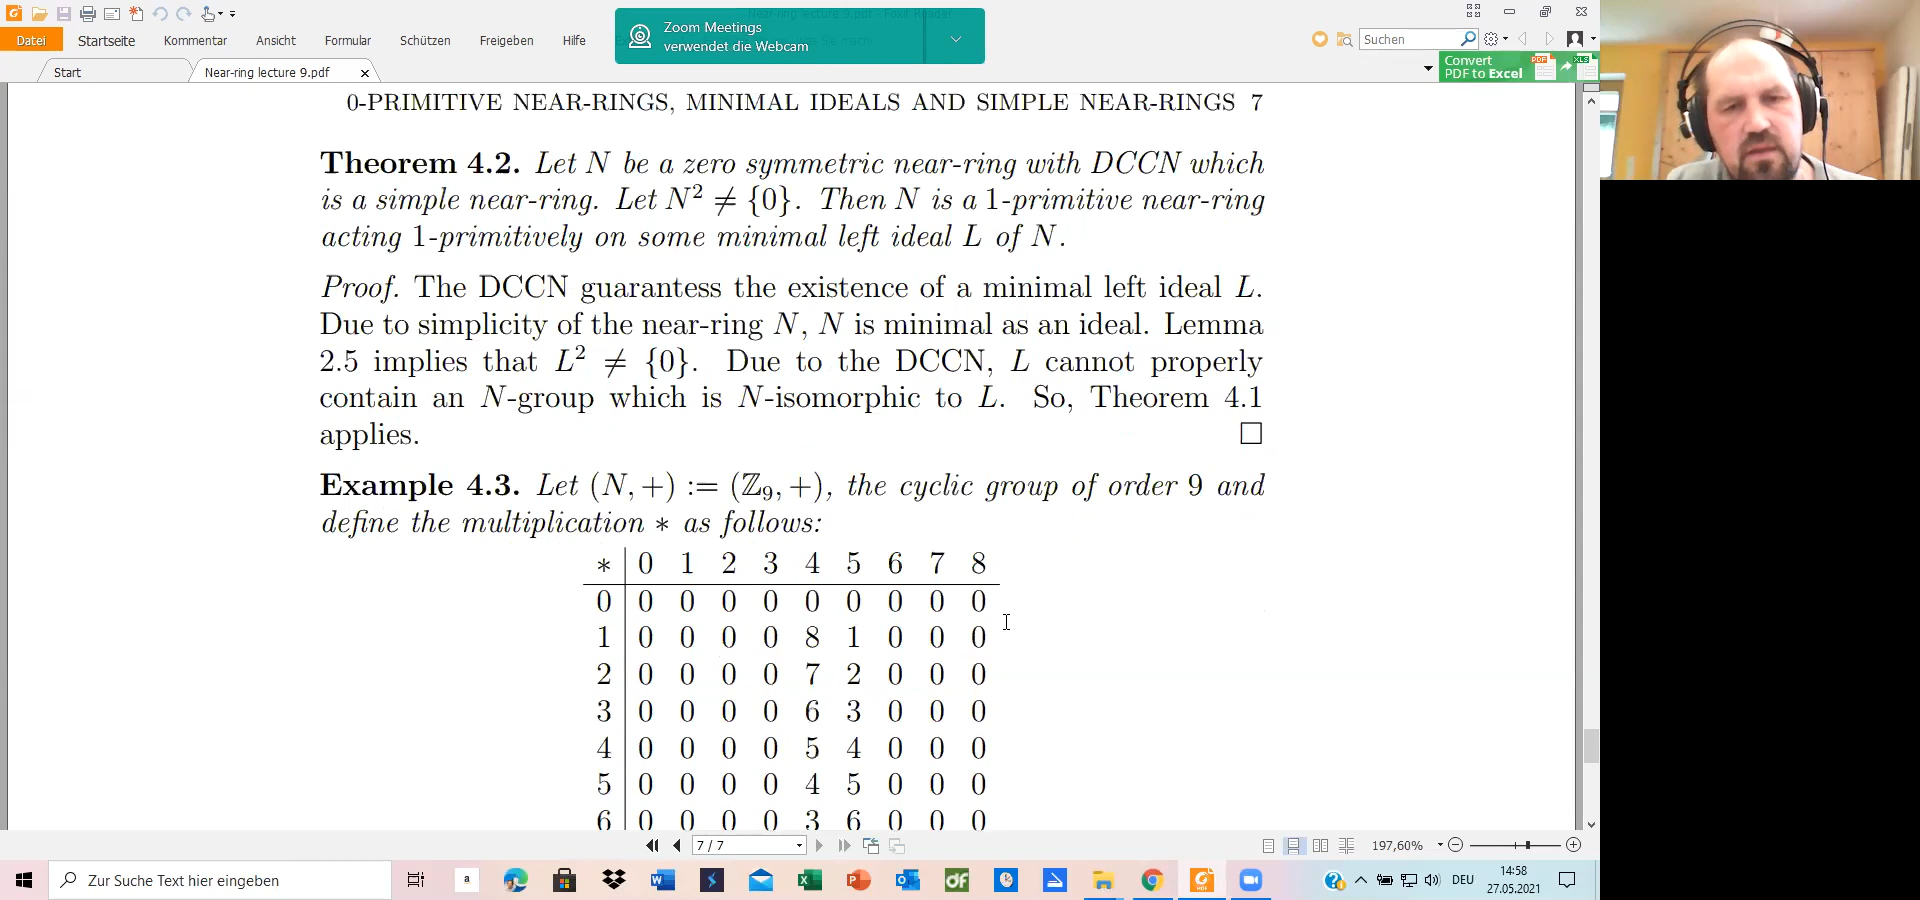 Zoom Meetings
verwendet die Webcam
Datei Startseite Kommentar Ansicht Formular Schützen Freigeben Hilfe
Suchen
Start
Near-ring lecture 9.pdf
Convert
PDF to Excel
0-PRIMITIVE NEAR-RINGS, MINIMAL IDEALS AND SIMPLE NEAR-RINGS 7
Theorem 4.2. Let N be a zero symmetric near-ring with DCCN which
is a simple near-ring. Let N² ≠ {0}. Then N is a 1-primitive near-ring
acting 1-primitively on some minimal left ideal L of N.
Proof. The DCCN guarantess the existence of a minimal left ideal L.
Due to simplicity of the near-ring N, N is minimal as an ideal. Lemma
2.5 implies that L² ≠ {0}. Due to the DCCN, L cannot properly
contain an N-group which is N-isomorphic to L. So, Theorem 4.1
applies. □
Example 4.3. Let (N, +) := (ℤ₉, +), the cyclic group of order 9 and
define the multiplication ∗ as follows:
∗ 0 1 2 3 4 5 6 7 8
0 0 0 0 0 0 0 0 0 0
1 0 0 0 0 8 1 0 0 0
2 0 0 0 0 7 2 0 0 0
3 0 0 0 0 6 3 0 0 0
4 0 0 0 0 5 4 0 0 0
5 0 0 0 0 4 5 0 0 0
6 0 0 0 0 3 6 0 0 0
7 / 7
197,60%
Zur Suche Text hier eingeben
DEU
14:58
27.05.2021